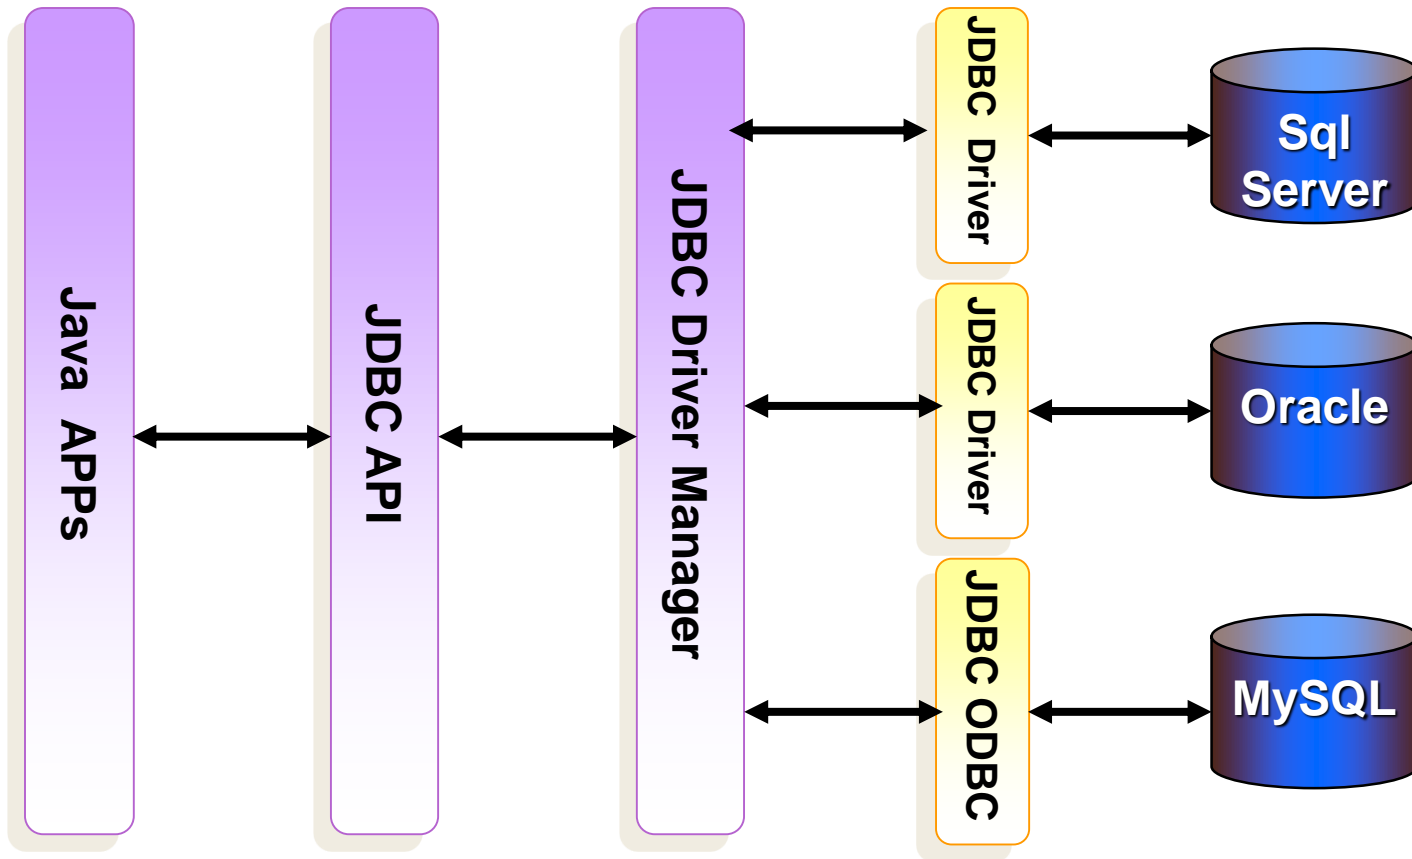 Java APPs
JDBC API
JDBC Driver Manager
JDBC Driver
Sql
Server
JDBC Driver
Oracle
JDBC ODBC
MySQL